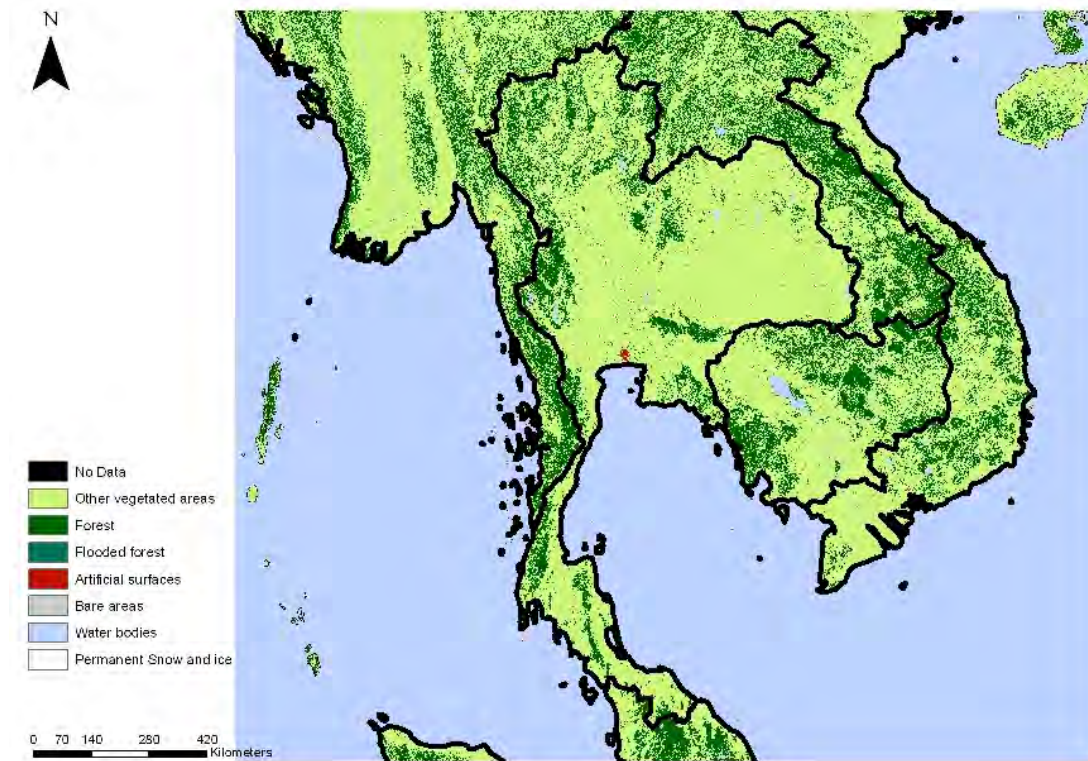 N
No Data
Other vegetated areas
Forest
Flooded forest
Artificial surfaces
Bare areas
Water bodies
Permanent Snow and ice
0 70 140 280 420
Kilometers